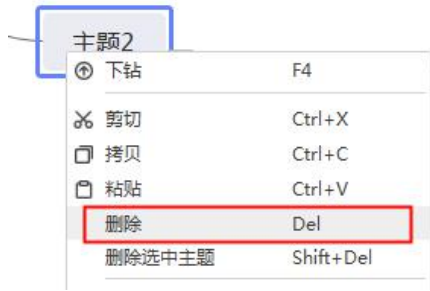 主题2
下钻 F4
剪切 Ctrl+X
拷贝 Ctrl+C
粘贴 Ctrl+V
删除 Del
删除选中主题 Shift+Del